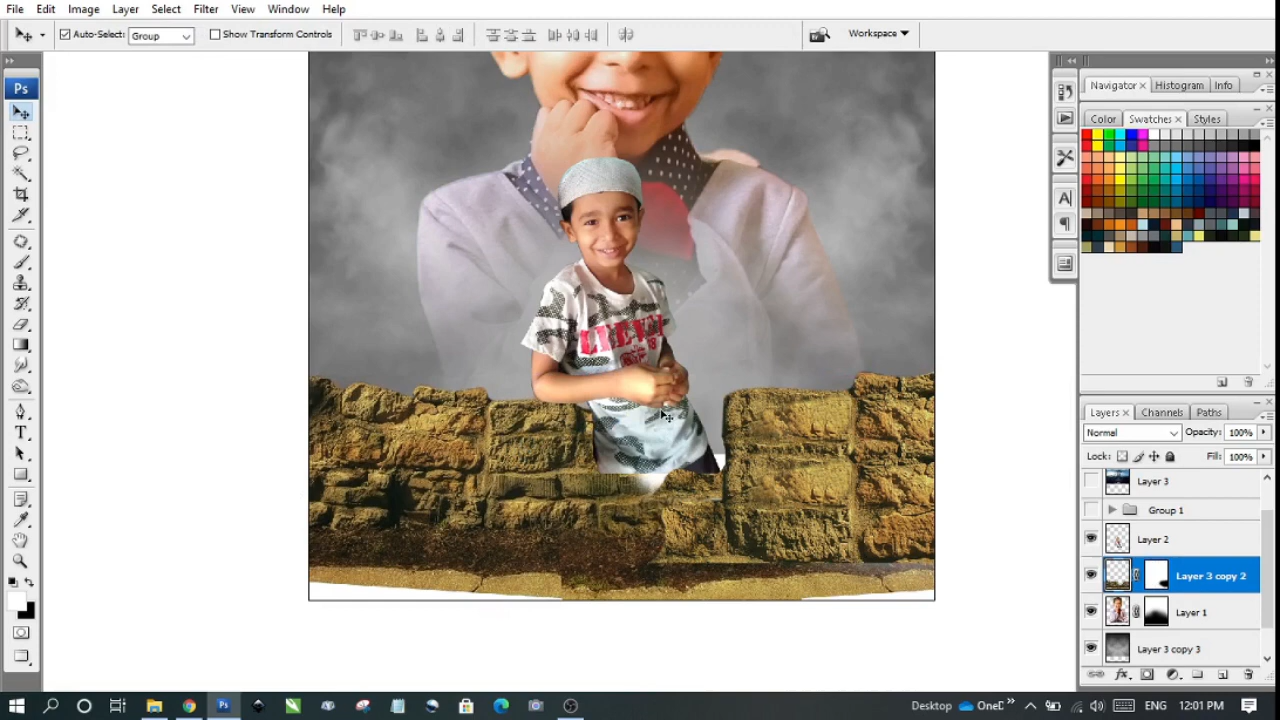 File Edit Image Layer Select Filter View Window Help
Auto-Select: Group Show Transform Controls Workspace
Ps
Navigator Histogram Info
Color Swatches Styles
Layers Channels Paths
Normal Opacity: 100%
Lock: Fill: 100%
Layer 3
Group 1
Layer 2
Layer 3 copy 2
Layer 1
Layer 3 copy 3
Desktop OneD ENG 12:01 PM